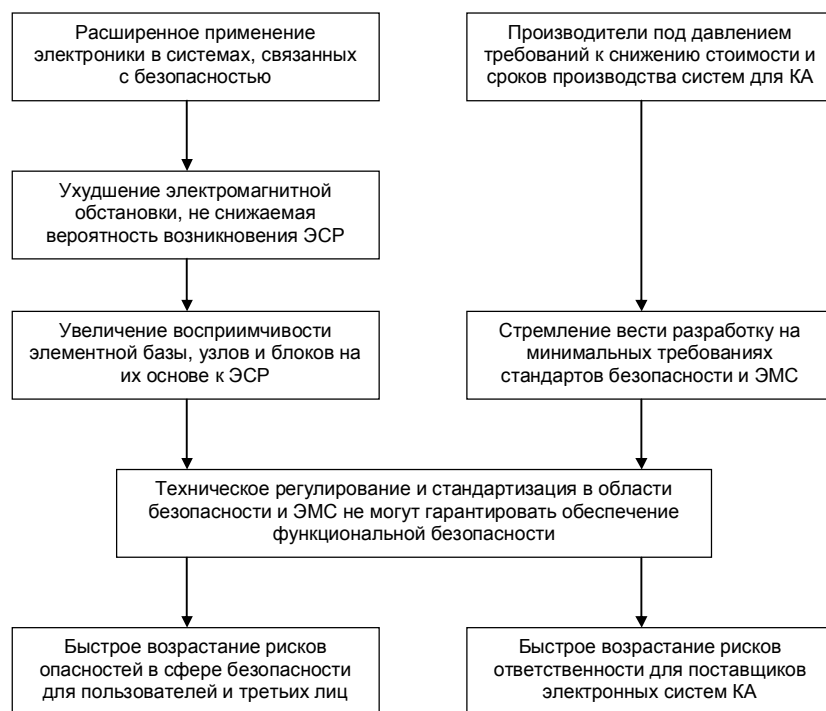 Расширенное применение
электроники в системах, связанных
с безопасностью
Производители под давлением
требований к снижению стоимости и
сроков производства систем для КА
Ухудшение электромагнитной
обстановки, не снижаемая
вероятность возникновения ЭСР
Увеличение восприимчивости
элементной базы, узлов и блоков на
их основе к ЭСР
Стремление вести разработку на
минимальных требованиях
стандартов безопасности и ЭМС
Техническое регулирование и стандартизация в области
безопасности и ЭМС не могут гарантировать обеспечение
функциональной безопасности
Быстрое возрастание рисков
опасностей в сфере безопасности
для пользователей и третьих лиц
Быстрое возрастание рисков
ответственности для поставщиков
электронных систем КА